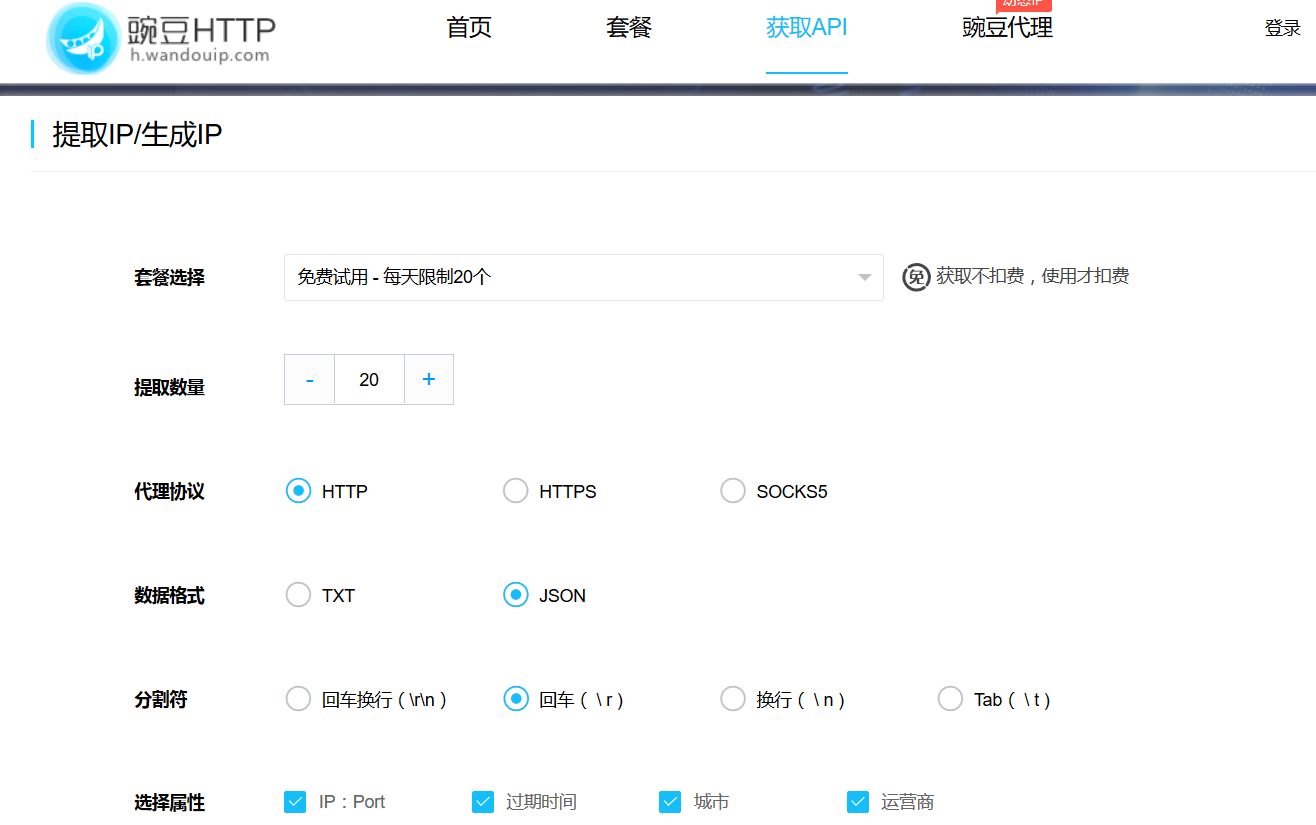 豌豆HTTP
h.wandouip.com
首页
套餐
获取API
动态IP
豌豆代理
登录
提取IP/生成IP
套餐选择
免费试用 - 每天限制20个
免 获取不扣费，使用才扣费
提取数量
- 20 +
代理协议
HTTP HTTPS SOCKS5
数据格式
TXT JSON
分割符
回车换行（\r\n） 回车（ \ r ） 换行（ \ n ） Tab（ \ t ）
选择属性
IP：Port 过期时间 城市 运营商